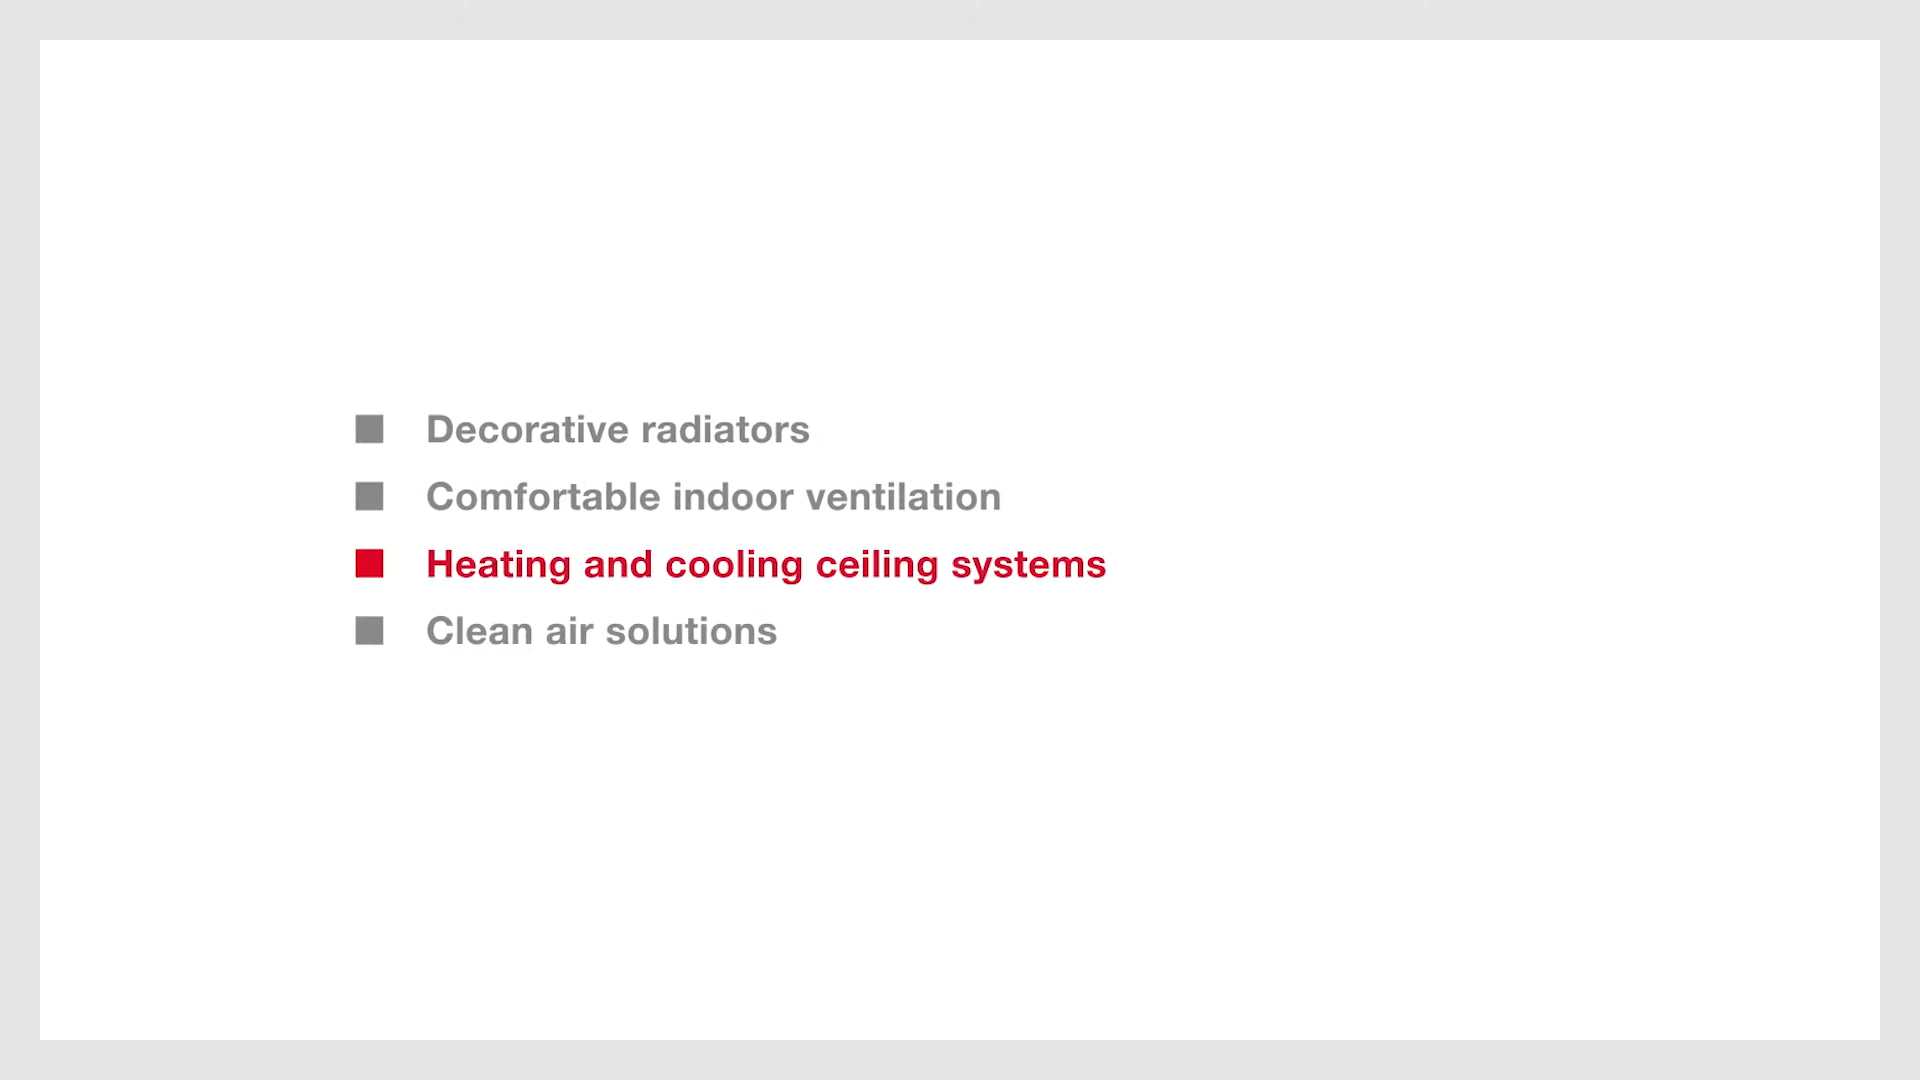 Decorative radiators
Comfortable indoor ventilation
Heating and cooling ceiling systems
Clean air solutions